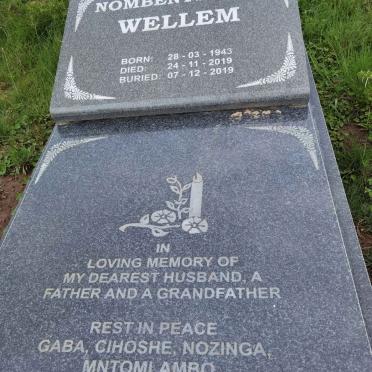 WELLEM
BORN: 28 - 03 - 1943
DIED: 24 - 11 - 2019
BURIED: 07 - 12 - 2019
IN
LOVING MEMORY OF
MY DEAREST HUSBAND, A
FATHER AND A GRANDFATHER
REST IN PEACE
GABA, CIHOSHE, NOZINGA,
MNTOMLAMBO